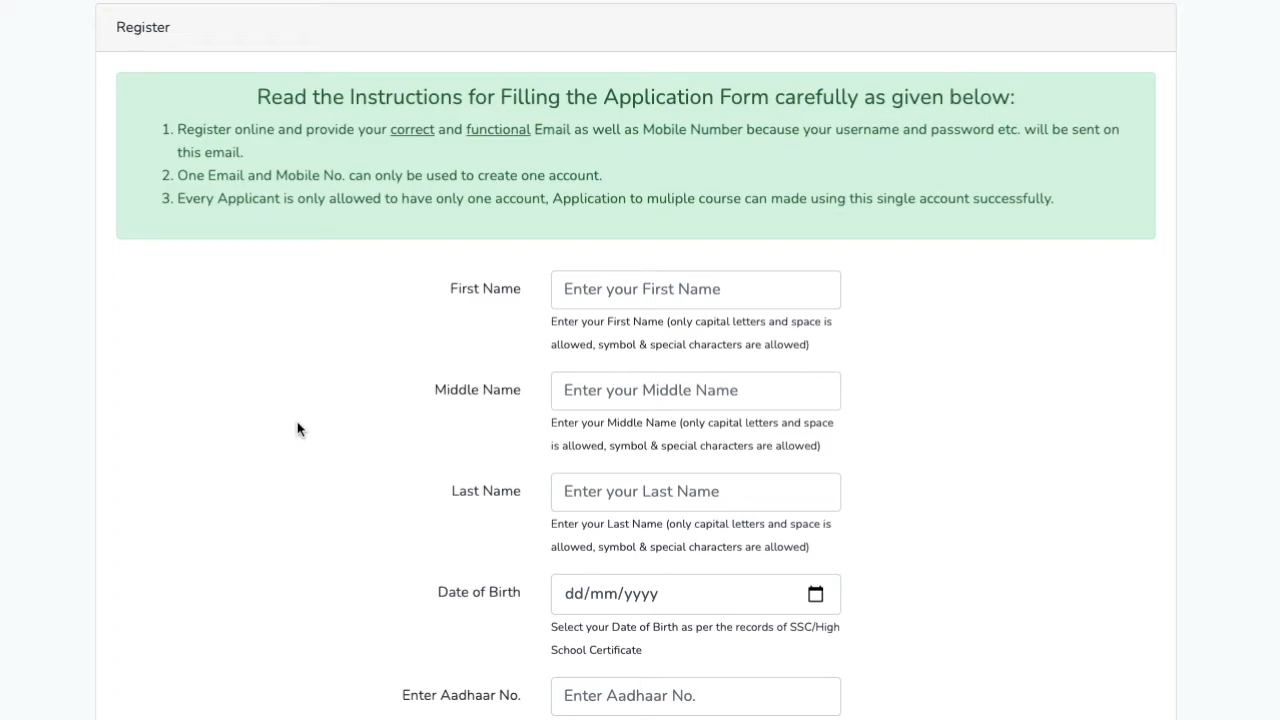 Register
Read the Instructions for Filling the Application Form carefully as given below:
1. Register online and provide your correct and functional Email as well as Mobile Number because your username and password etc. will be sent on
this email.
2. One Email and Mobile No. can only be used to create one account.
3. Every Applicant is only allowed to have only one account, Application to muliple course can made using this single account successfully.
First Name
Enter your First Name
Enter your First Name (only capital letters and space is
allowed, symbol & special characters are allowed)
Middle Name
Enter your Middle Name
Enter your Middle Name (only capital letters and space
is allowed, symbol & special characters are allowed)
Last Name
Enter your Last Name
Enter your Last Name (only capital letters and space is
allowed, symbol & special characters are allowed)
Date of Birth
dd/mm/yyyy
Select your Date of Birth as per the records of SSC/High
School Certificate
Enter Aadhaar No.
Enter Aadhaar No.